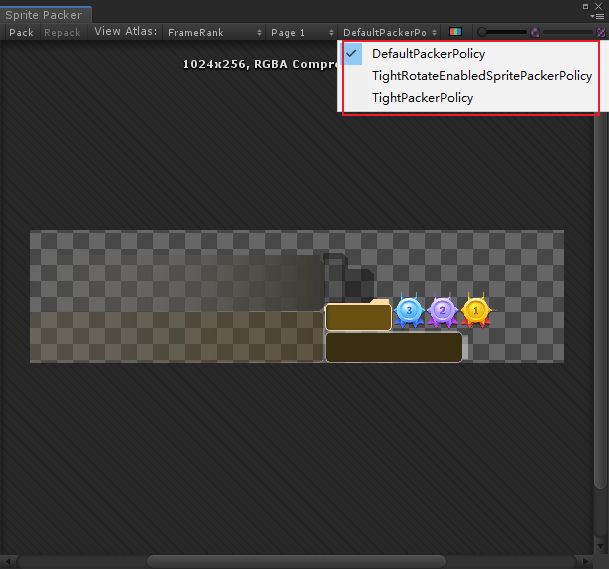 Sprite Packer
Pack Repack View Atlas: FrameRank Page 1 DefaultPackerPo
DefaultPackerPolicy
TightRotateEnabledSpritePackerPolicy
TightPackerPolicy
1024x256, RGBA Compre
3 2 1